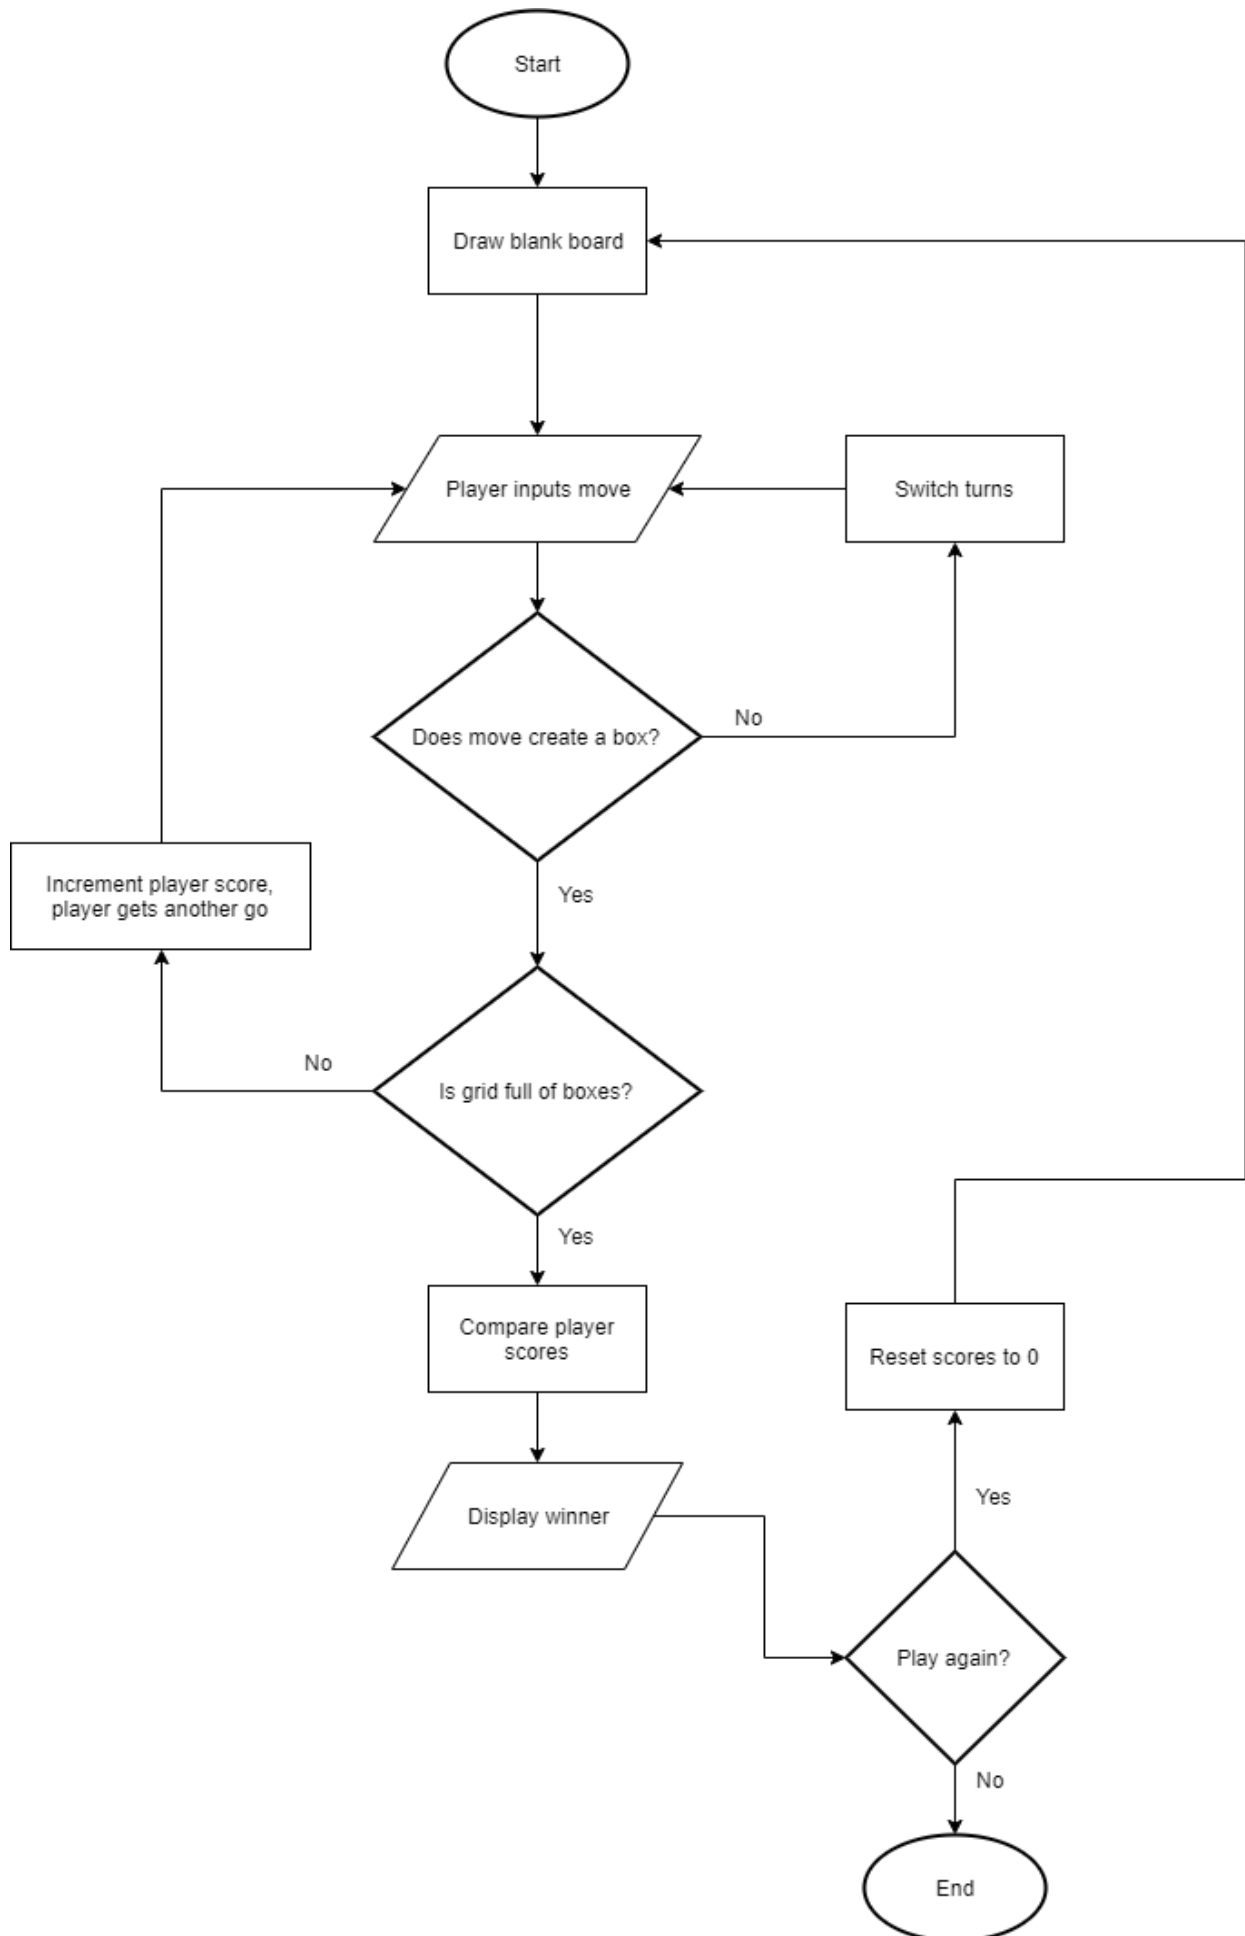 Start
Draw blank board
Player inputs move
Switch turns
Does move create a box?
No
Increment player score,
player gets another go
Yes
No
Is grid full of boxes?
Yes
Compare player
scores
Reset scores to 0
Display winner
Yes
Play again?
No
End